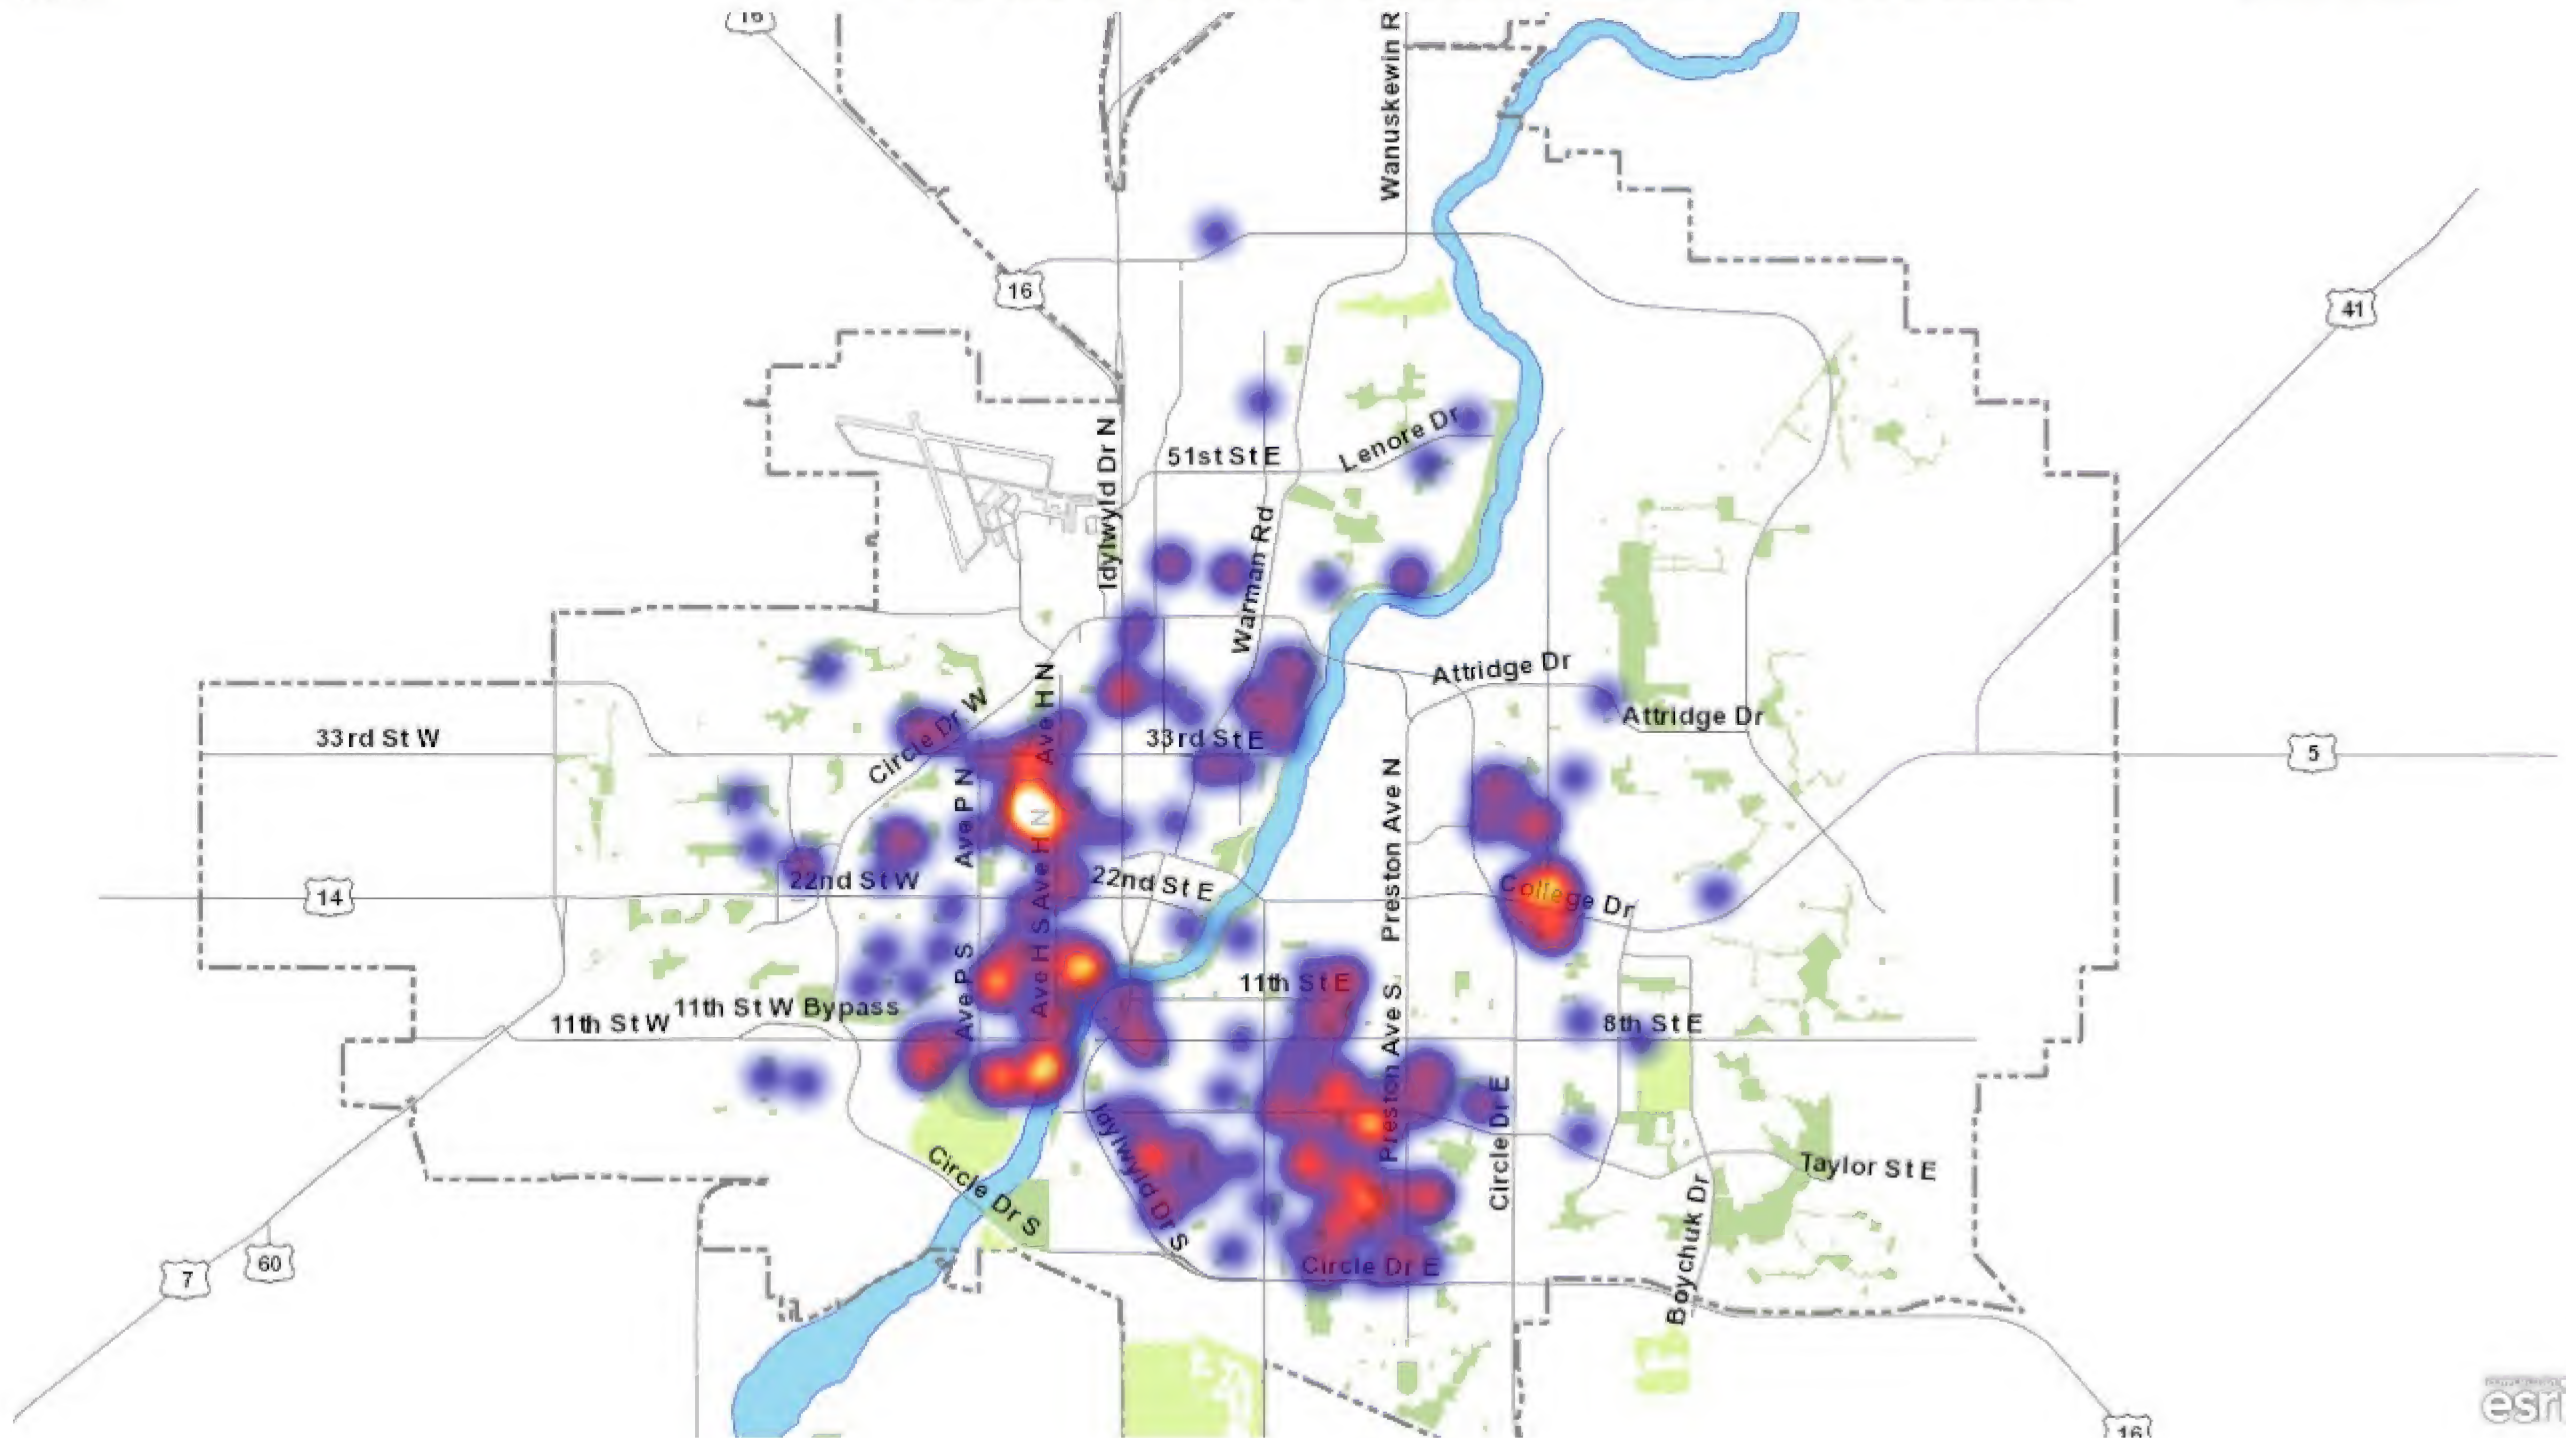 16
Wanuskewin R
16
41
Idylwyld Dr N
51st St E
Lenore Dr
Warman Rd
Attridge Dr
Attridge Dr
33rd St W
Circle Dr W
Ave H N
33rd St E
5
Ave P N
Ave H N
Preston Ave N
14
22nd St W
22nd St E
College Dr
Ave P S
Ave H S
11th St E
Preston Ave S
11th St W
11th St W Bypass
8th St E
Circle Dr E
Preston Ave S
Idylwyld Dr S
Circle Dr S
Taylor St E
Boychuk Dr
Circle Dr E
7
60
esri
16